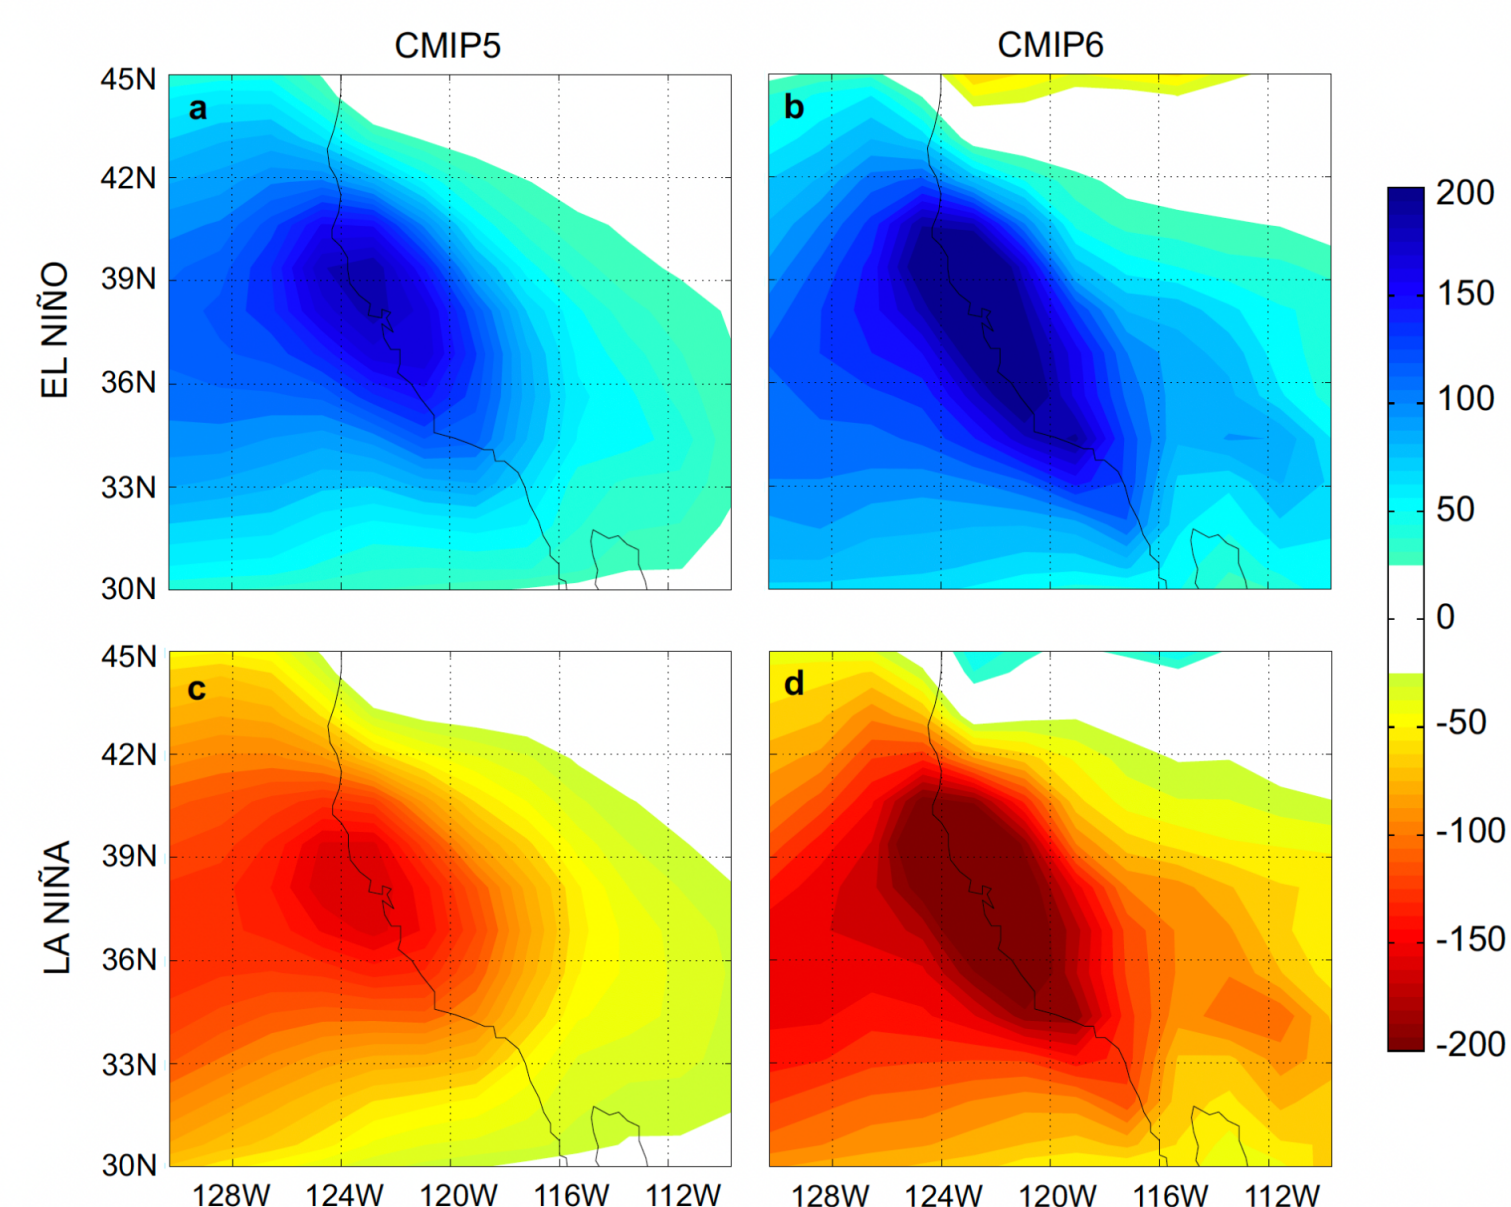 CMIP5 CMIP6
45N
a b
42N
39N
EL NIÑO
36N
33N
30N
200
150
100
50
0
-50
-100
-150
-200
45N
c d
42N
39N
LA NIÑA
36N
33N
30N
128W 124W 120W 116W 112W 128W 124W 120W 116W 112W